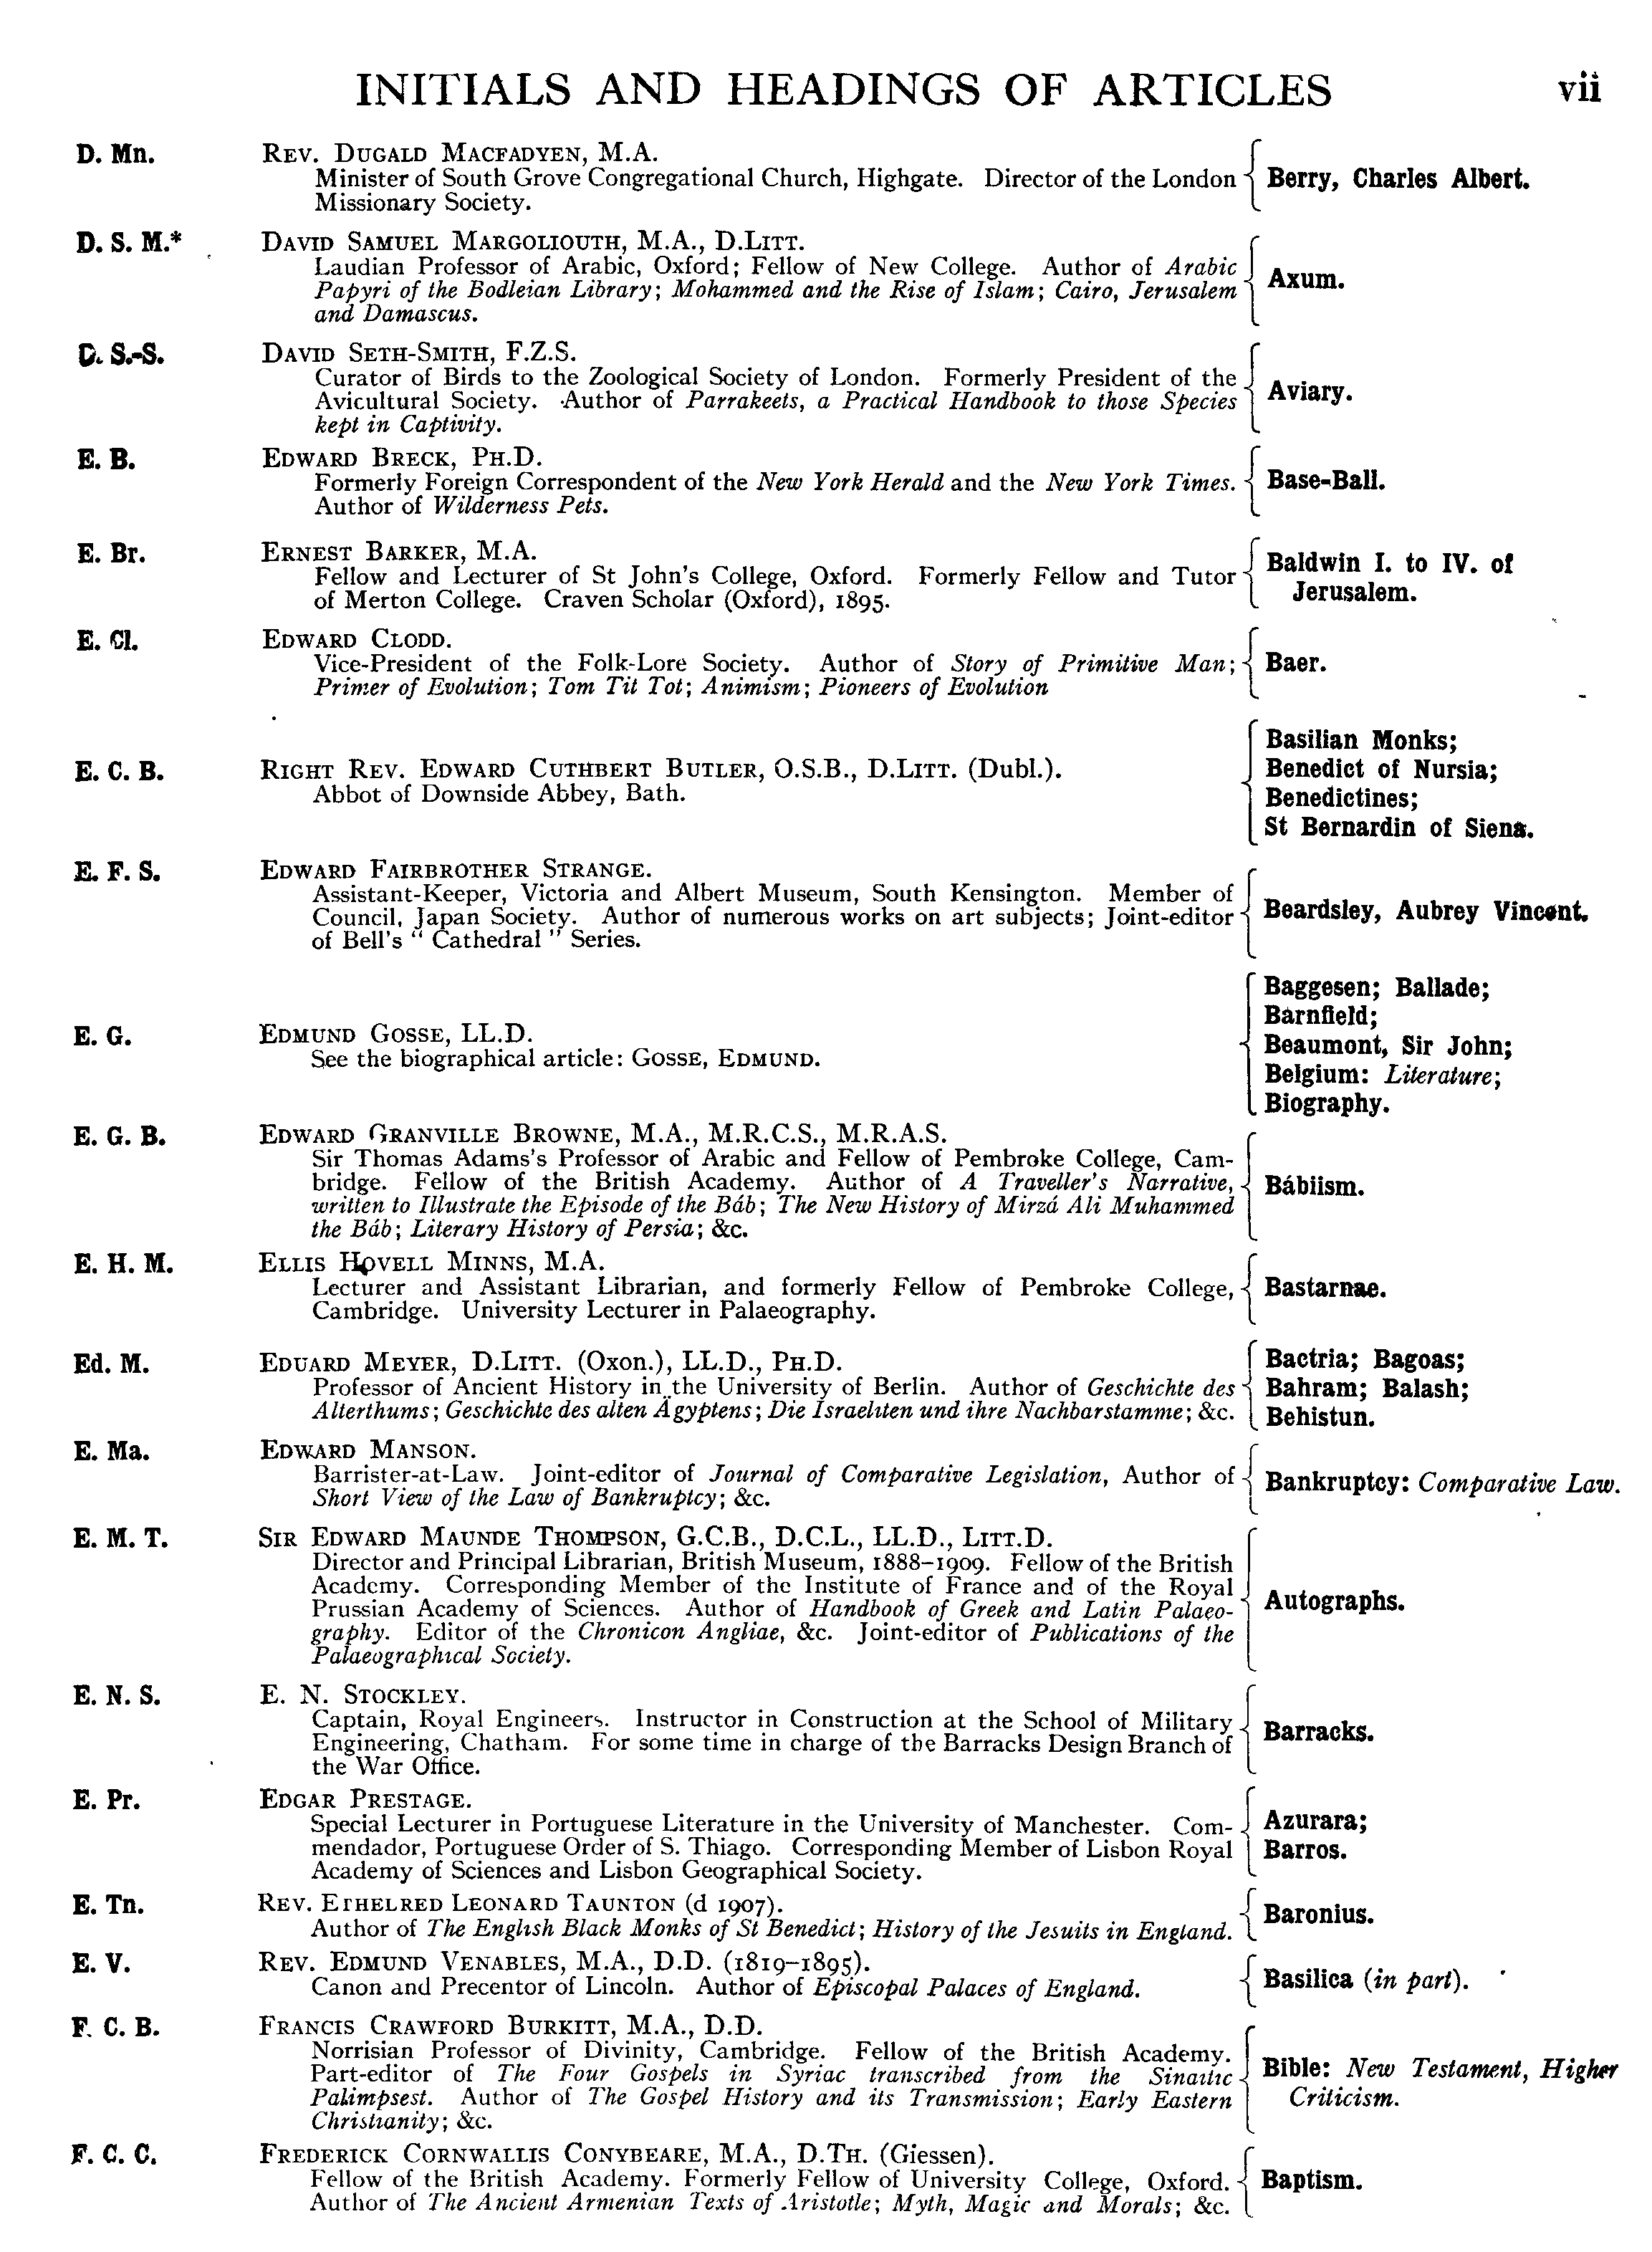 INITIALS AND HEADINGS OF ARTICLES vii
D. Mn. REV. DUGALD MACFADYEN, M.A.
Minister of South Grove Congregational Church, Highgate. Director of the London
Missionary Society.
Berry, Charles Albert.
D. S. M.* DAVID SAMUEL MARGOLIOUTH, M.A., D.LITT.
Laudian Professor of Arabic, Oxford; Fellow of New College. Author of Arabic
Papyri of the Bodleian Library; Mohammed and the Rise of Islam; Cairo, Jerusalem
and Damascus.
Axum.
D. S.-S. DAVID SETH-SMITH, F.Z.S.
Curator of Birds to the Zoological Society of London. Formerly President of the
Avicultural Society. Author of Parrakeets, a Practical Handbook to those Species
kept in Captivity.
Aviary.
E. B. EDWARD BRECK, PH.D.
Formerly Foreign Correspondent of the New York Herald and the New York Times.
Author of Wilderness Pets.
Base-Ball.
E. Br. ERNEST BARKER, M.A.
Fellow and Lecturer of St John's College, Oxford. Formerly Fellow and Tutor
of Merton College. Craven Scholar (Oxford), 1895.
Baldwin I. to IV. of
Jerusalem.
E. Cl. EDWARD CLODD.
Vice-President of the Folk-Lore Society. Author of Story of Primitive Man;
Primer of Evolution; Tom Tit Tot; Animism; Pioneers of Evolution
Baer.
E. C. B. RIGHT REV. EDWARD CUTHBERT BUTLER, O.S.B., D.LITT. (Dubl.).
Abbot of Downside Abbey, Bath.
Basilian Monks;
Benedict of Nursia;
Benedictines;
St Bernardin of Siena.
E. F. S. EDWARD FAIRBROTHER STRANGE.
Assistant-Keeper, Victoria and Albert Museum, South Kensington. Member of
Council, Japan Society. Author of numerous works on art subjects; Joint-editor
of Bell's " Cathedral " Series.
Beardsley, Aubrey Vincent.
E. G. EDMUND GOSSE, LL.D.
See the biographical article: GOSSE, EDMUND.
Baggesen; Ballade;
Barnfield;
Beaumont, Sir John;
Belgium: Literature;
Biography.
E. G. B. EDWARD GRANVILLE BROWNE, M.A., M.R.C.S., M.R.A.S.
Sir Thomas Adams's Professor of Arabic and Fellow of Pembroke College, Cam-
bridge. Fellow of the British Academy. Author of A Traveller's Narrative,
written to Illustrate the Episode of the Báb; The New History of Mirzá Ali Muhammed
the Báb; Literary History of Persia; &c.
Bábiism.
E. H. M. ELLIS HOVELL MINNS, M.A.
Lecturer and Assistant Librarian, and formerly Fellow of Pembroke College,
Cambridge. University Lecturer in Palaeography.
Bastarnae.
Ed. M. EDUARD MEYER, D.LITT. (Oxon.), LL.D., PH.D.
Professor of Ancient History in the University of Berlin. Author of Geschichte des
Alterthums; Geschichte des alten Ägyptens; Die Israeliten und ihre Nachbarstamme; &c.
Bactria; Bagoas;
Bahram; Balash;
Behistun.
E. Ma. EDWARD MANSON.
Barrister-at-Law. Joint-editor of Journal of Comparative Legislation, Author of
Short View of the Law of Bankruptcy; &c.
Bankruptcy: Comparative Law.
E. M. T. SIR EDWARD MAUNDE THOMPSON, G.C.B., D.C.L., LL.D., LITT.D.
Director and Principal Librarian, British Museum, 1888–1909. Fellow of the British
Academy. Corresponding Member of the Institute of France and of the Royal
Prussian Academy of Sciences. Author of Handbook of Greek and Latin Palaeo-
graphy. Editor of the Chronicon Angliae, &c. Joint-editor of Publications of the
Palaeographical Society.
Autographs.
E. N. S. E. N. STOCKLEY.
Captain, Royal Engineers. Instructor in Construction at the School of Military
Engineering, Chatham. For some time in charge of the Barracks Design Branch of
the War Office.
Barracks.
E. Pr. EDGAR PRESTAGE.
Special Lecturer in Portuguese Literature in the University of Manchester. Com-
mendador, Portuguese Order of S. Thiago. Corresponding Member of Lisbon Royal
Academy of Sciences and Lisbon Geographical Society.
Azurara;
Barros.
E. Tn. REV. ETHELRED LEONARD TAUNTON (d 1907).
Author of The English Black Monks of St Benedict; History of the Jesuits in England.
Baronius.
E. V. REV. EDMUND VENABLES, M.A., D.D. (1819–1895).
Canon and Precentor of Lincoln. Author of Episcopal Palaces of England.
Basilica (in part).
F. C. B. FRANCIS CRAWFORD BURKITT, M.A., D.D.
Norrisian Professor of Divinity, Cambridge. Fellow of the British Academy.
Part-editor of The Four Gospels in Syriac transcribed from the Sinaitic
Palimpsest. Author of The Gospel History and its Transmission; Early Eastern
Christianity; &c.
Bible: New Testament, Higher
Criticism.
F. C. C. FREDERICK CORNWALLIS CONYBEARE, M.A., D.TH. (Giessen).
Fellow of the British Academy. Formerly Fellow of University College, Oxford.
Author of The Ancient Armenian Texts of Aristotle; Myth, Magic and Morals; &c.
Baptism.